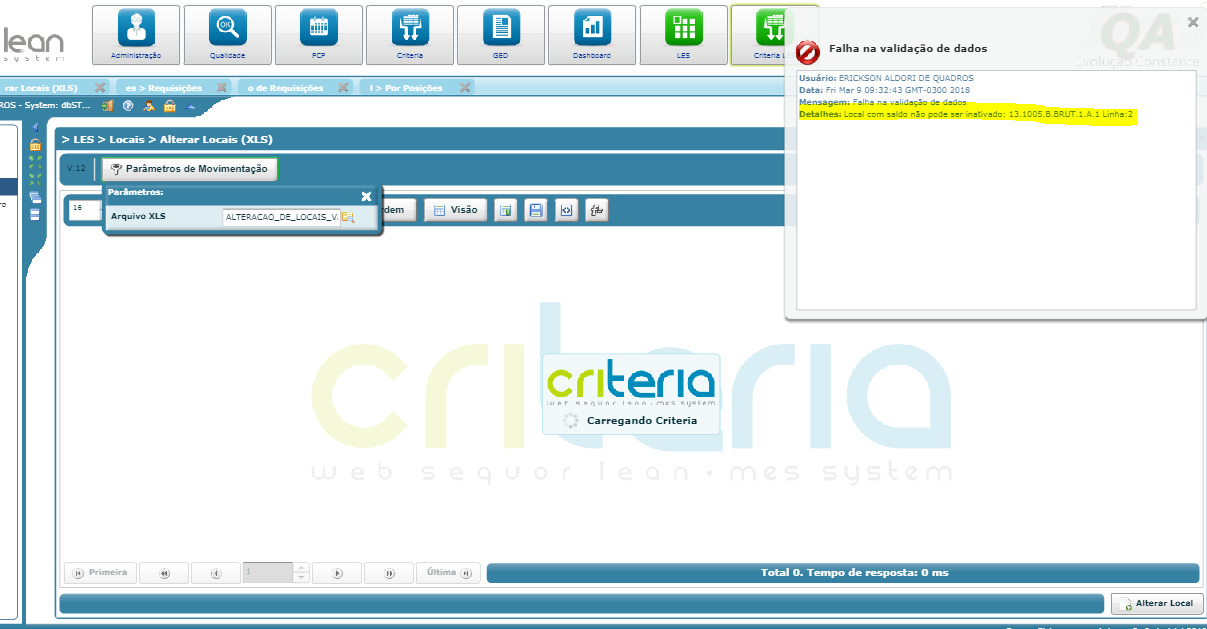 lean
system
Administração
Qualidade
PCP
Criteria
GED
Dashboard
LES
QA
Evolução Constante
Falha na validação de dados
Usuário: ERICKSON ALDORI DE QUADROS
Data: Fri Mar 9 09:32:43 GMT-0300 2018
Mensagem: Falha na validação de dados
Detalhes: Local com saldo não pode ser inativado: 13.1005.B.BRUT.1.A.1 Linha:2
rar Locais (XLS)
es > Requisições
o de Requisições
l > Por Posições
ROS - System: dbST...
> LES > Locais > Alterar Locais (XLS)
V.12
Parâmetros de Movimentação
Parâmetros:
Arquivo XLS
ALTERACAO_DE_LOCAIS_V.
16
dem
Visão
criteria
web sequor lean · mes system
criteria
web sequor lean · mes system
Carregando Criteria
Primeira
1
Última
Total 0. Tempo de resposta: 0 ms
Alterar Local